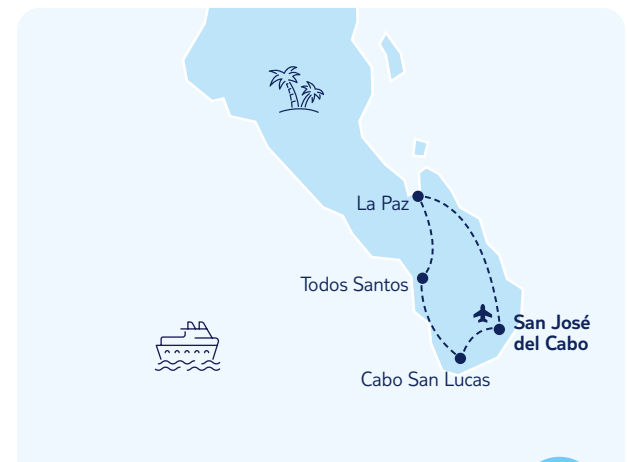 La Paz
Todos Santos
San José
del Cabo
Cabo San Lucas